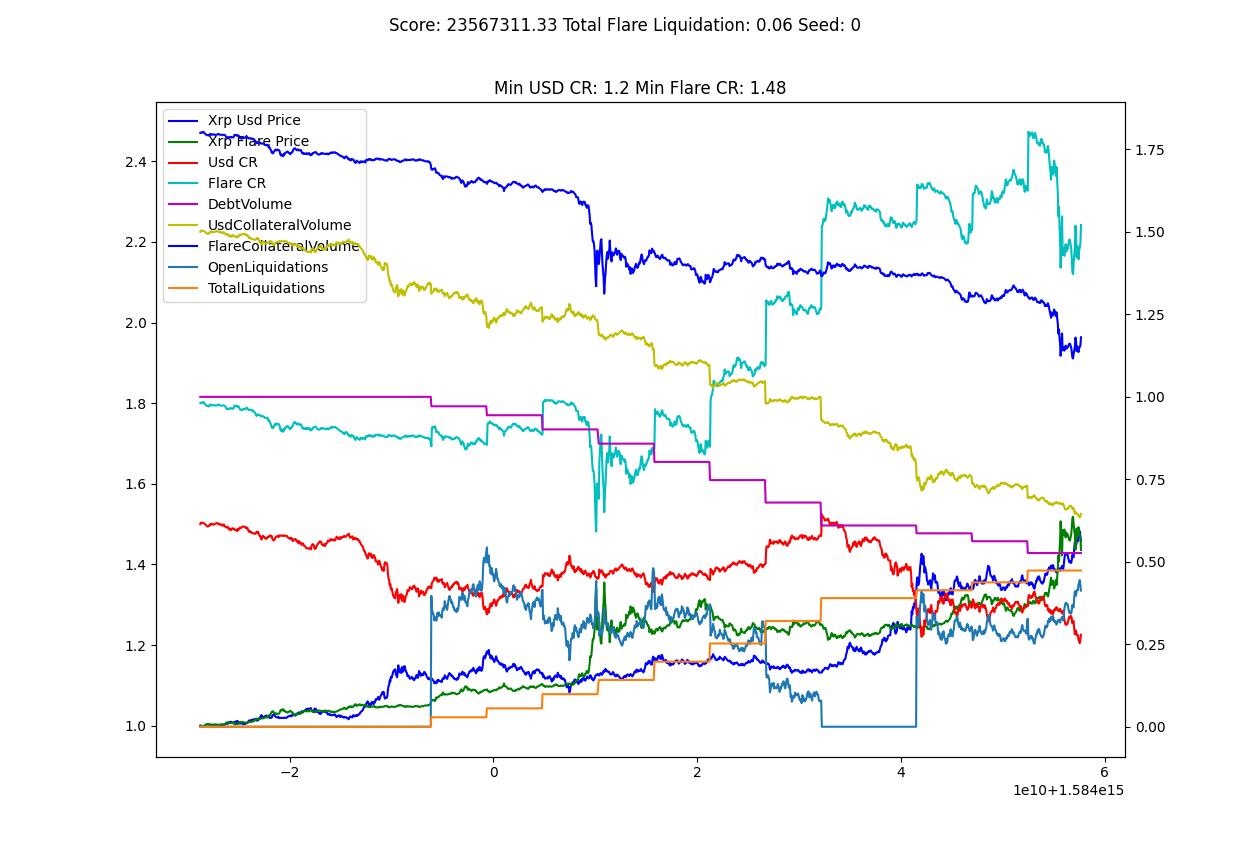 Score: 23567311.33 Total Flare Liquidation: 0.06 Seed: 0
Min USD CR: 1.2 Min Flare CR: 1.48
Xrp Usd Price
Xrp Flare Price
Usd CR
Flare CR
DebtVolume
UsdCollateralVolume
FlareCollateralVolume
OpenLiquidations
TotalLiquidations
2.4
2.2
2.0
1.8
1.6
1.4
1.2
1.0
1.75
1.50
1.25
1.00
0.75
0.50
0.25
0.00
−2 0 2 4 6
1e10+1.584e15